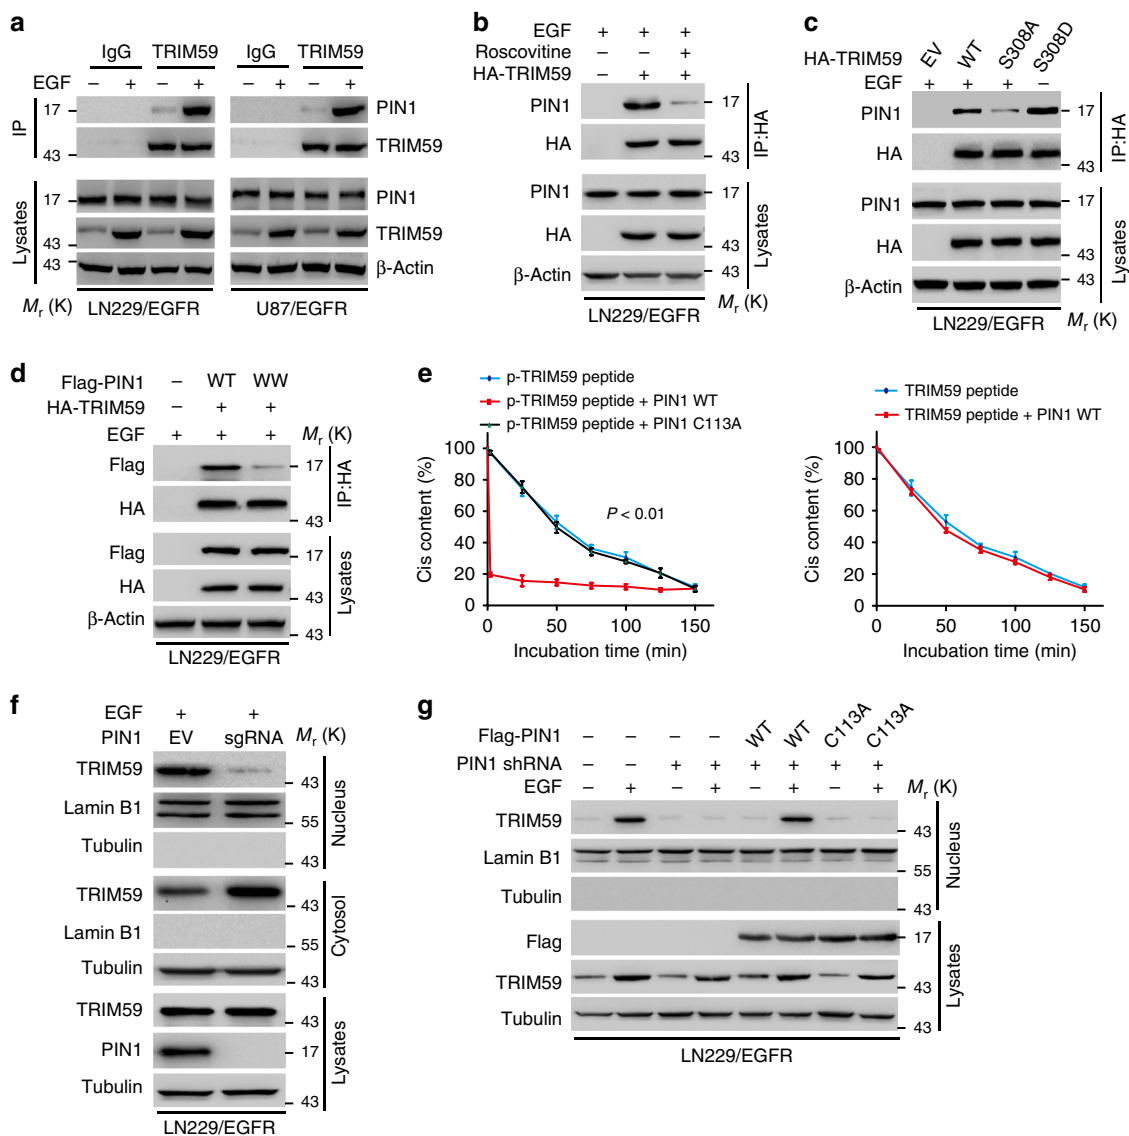 a
IgG TRIM59 IgG TRIM59
EGF − + − + − + − +
IP
17 PIN1
TRIM59
43
Lysates
17 PIN1
TRIM59
43
43 β-Actin
Mr (K) LN229/EGFR U87/EGFR
b
EGF + + +
Roscovitine − − +
HA-TRIM59 − + +
PIN1 17
HA
43
IP:HA
PIN1 17
HA
43
β-Actin 43
Lysates
LN229/EGFR Mr (K)
c
HA-TRIM59 EV WT S308A S308D
EGF + + + −
PIN1 17
HA
43
IP:HA
PIN1 17
HA
43
β-Actin 43
Lysates
LN229/EGFR Mr (K)
d
Flag-PIN1 − WT WW
HA-TRIM59 − + +
EGF + + + Mr (K)
Flag 17
HA
43
IP:HA
Flag 17
HA
43
β-Actin
43
Lysates
LN229/EGFR
e
p-TRIM59 peptide
p-TRIM59 peptide + PIN1 WT
p-TRIM59 peptide + PIN1 C113A
Cis content (%)
100
80
60
40
20
0
P < 0.01
0 50 100 150
Incubation time (min)
TRIM59 peptide
TRIM59 peptide + PIN1 WT
Cis content (%)
100
80
60
40
20
0
0 50 100 150
Incubation time (min)
f
EGF + +
PIN1 EV sgRNA Mr (K)
TRIM59
43
Lamin B1
55
Tubulin
43
Nucleus
TRIM59
43
Lamin B1
55
Tubulin
43
Cytosol
TRIM59
43
PIN1 17
Tubulin
43
Lysates
LN229/EGFR
g
Flag-PIN1 − − − − WT WT C113A C113A
PIN1 shRNA − − + + + + + +
EGF − + − + − + − + Mr (K)
TRIM59
43
Lamin B1
55
Tubulin
43
Nucleus
Flag 17
TRIM59
43
Tubulin
43
Lysates
LN229/EGFR